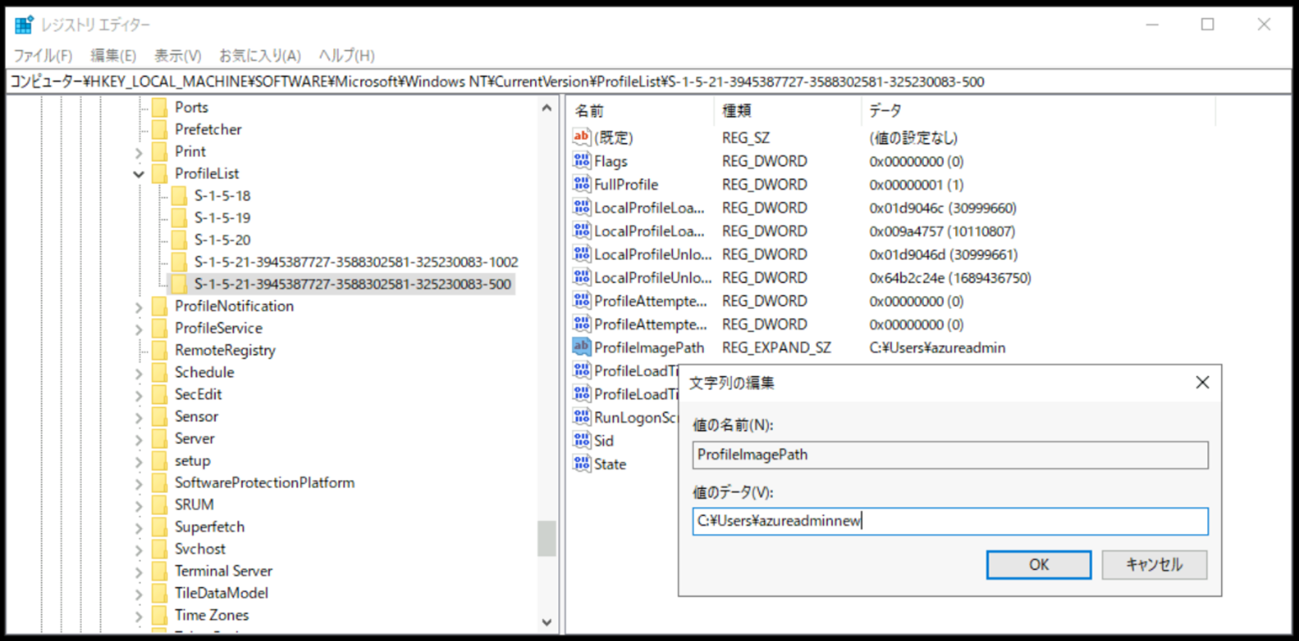 レジストリ エディター
ファイル(F) 編集(E) 表示(V) お気に入り(A) ヘルプ(H)
コンピューター¥HKEY_LOCAL_MACHINE¥SOFTWARE¥Microsoft¥Windows NT¥CurrentVersion¥ProfileList¥S-1-5-21-3945387727-3588302581-325230083-500
Ports
Prefetcher
Print
ProfileList
S-1-5-18
S-1-5-19
S-1-5-20
S-1-5-21-3945387727-3588302581-325230083-1002
S-1-5-21-3945387727-3588302581-325230083-500
ProfileNotification
ProfileService
RemoteRegistry
Schedule
SecEdit
Sensor
Server
setup
SoftwareProtectionPlatform
SRUM
Superfetch
Svchost
Terminal Server
TileDataModel
Time Zones
名前 種類 データ
(既定) REG_SZ (値の設定なし)
Flags REG_DWORD 0x00000000 (0)
FullProfile REG_DWORD 0x00000001 (1)
LocalProfileLoa... REG_DWORD 0x01d9046c (30999660)
LocalProfileLoa... REG_DWORD 0x009a4757 (10110807)
LocalProfileUnlo... REG_DWORD 0x01d9046d (30999661)
LocalProfileUnlo... REG_DWORD 0x64b2c24e (1689436750)
ProfileAttempte... REG_DWORD 0x00000000 (0)
ProfileAttempte... REG_DWORD 0x00000000 (0)
ProfileImagePath REG_EXPAND_SZ C:¥Users¥azureadmin
ProfileLoadTi
ProfileLoadTi
RunLogonScr
Sid
State
文字列の編集
値の名前(N):
ProfileImagePath
値のデータ(V):
C:¥Users¥azureadminnew
OK キャンセル